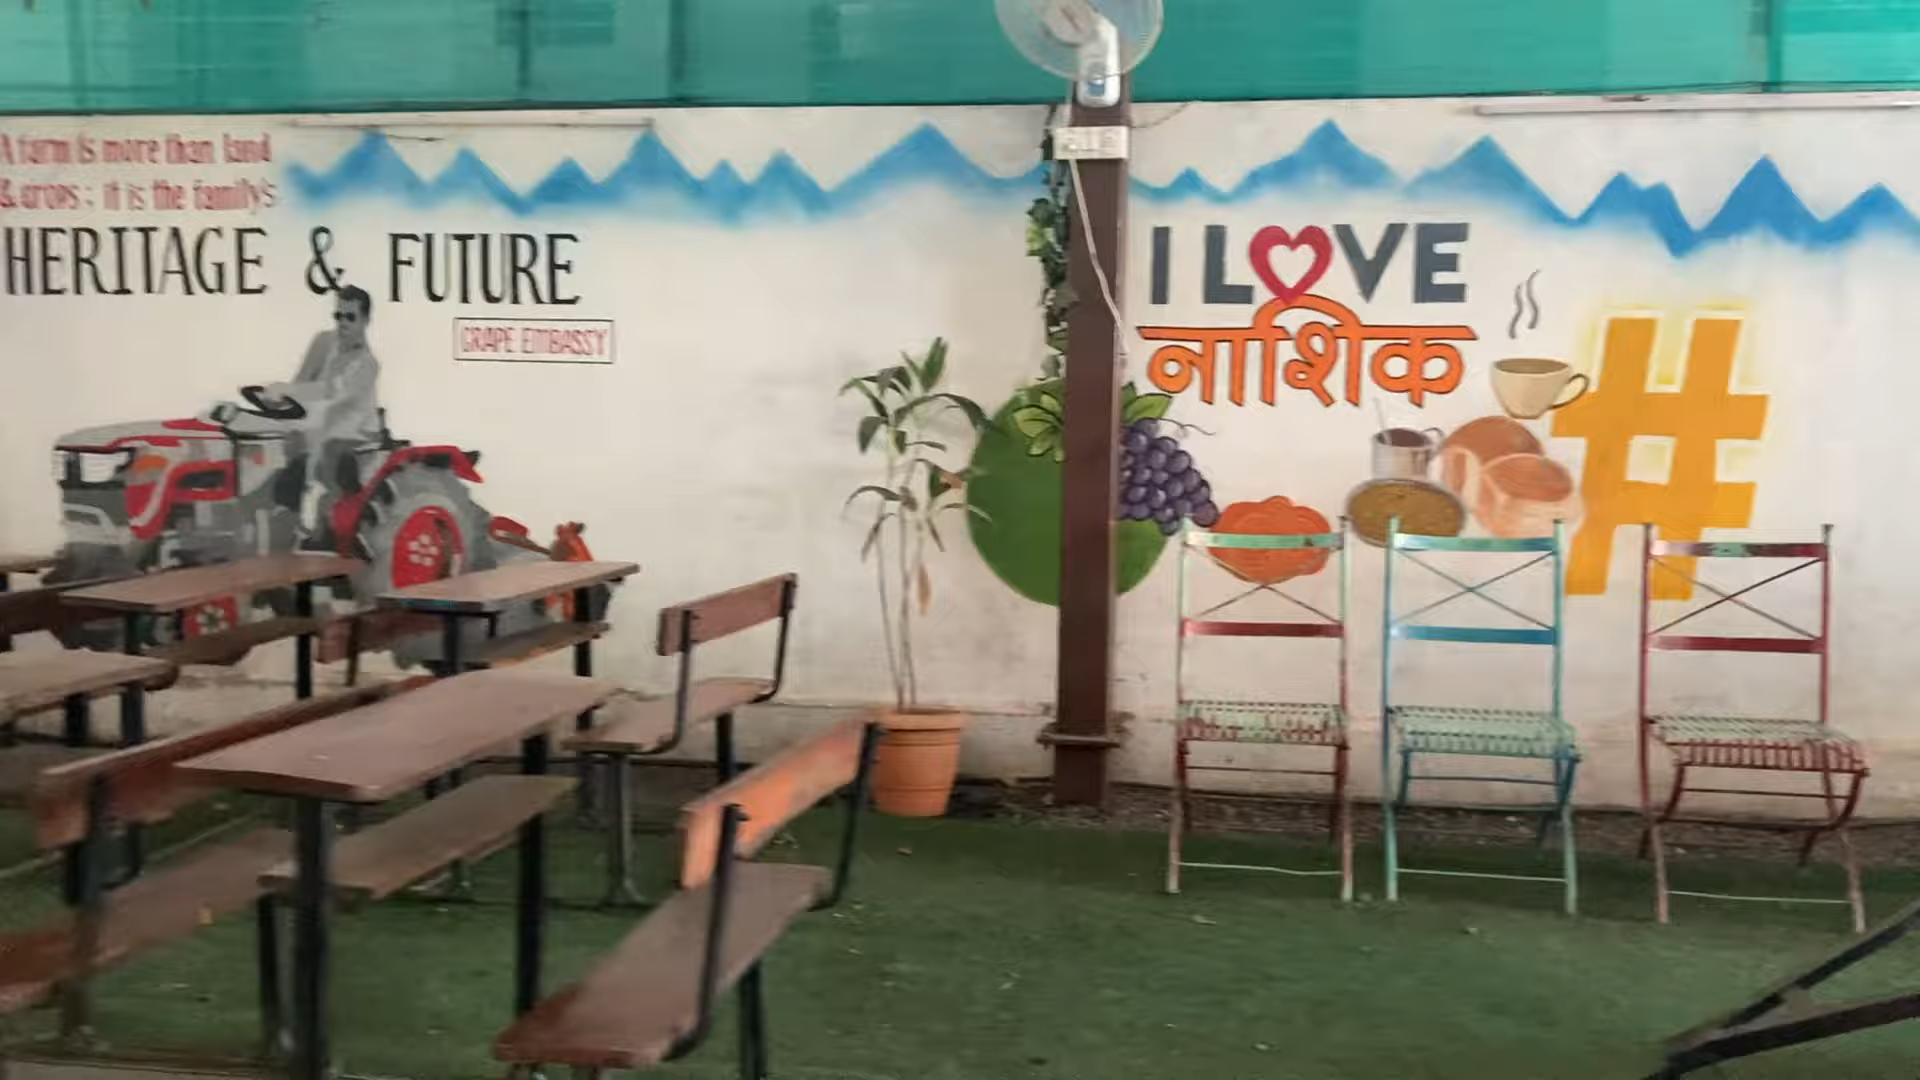 A farm is more than land
& crops : it is the family's
HERITAGE & FUTURE
GRAPE EMBASSY
I LOVE
नाशिक
#